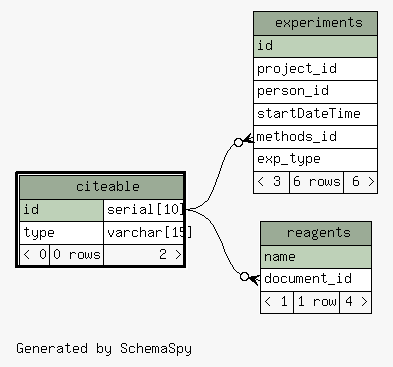 experiments
id
project_id
person_id
startDateTime
methods_id
exp_type
< 3 6 rows 6 >
citeable
id serial[10]
type varchar[15]
< 0 0 rows 2 >
reagents
name
document_id
< 1 1 row 4 >
Generated by SchemaSpy